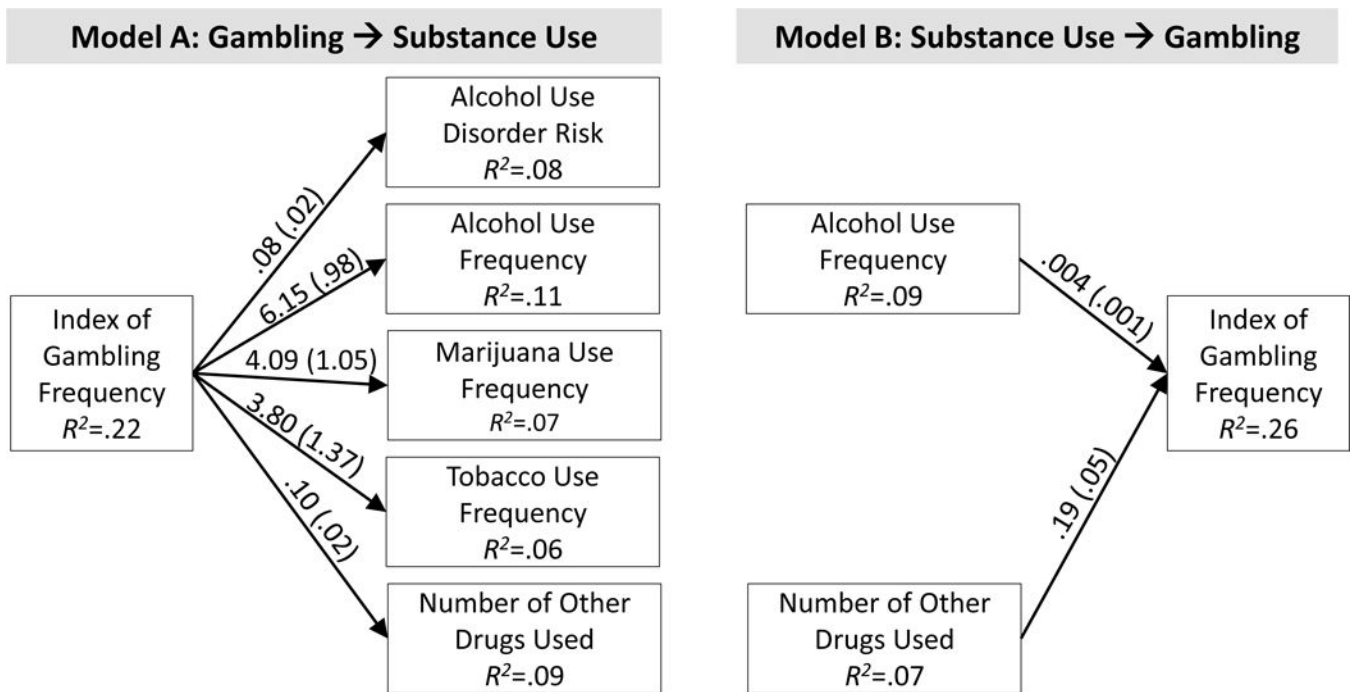 Model A: Gambling → Substance Use
Index of
Gambling
Frequency
R²=.22
.08 (.02)
6.15 (.98)
4.09 (1.05)
3.80 (1.37)
.10 (.02)
Alcohol Use
Disorder Risk
R²=.08
Alcohol Use
Frequency
R²=.11
Marijuana Use
Frequency
R²=.07
Tobacco Use
Frequency
R²=.06
Number of Other
Drugs Used
R²=.09
Model B: Substance Use → Gambling
Alcohol Use
Frequency
R²=.09
Number of Other
Drugs Used
R²=.07
.004 (.001)
.19 (.05)
Index of
Gambling
Frequency
R²=.26